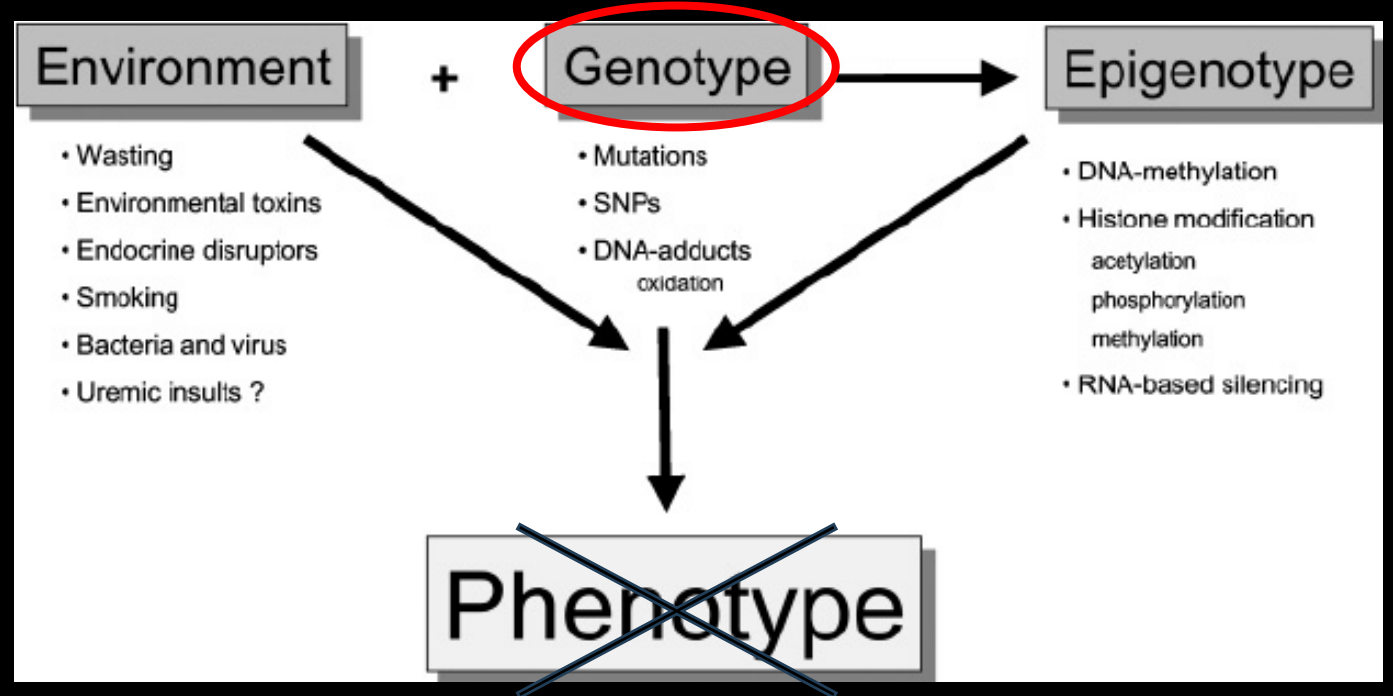 Environment
+
Genotype
Epigenotype
• Wasting
• Environmental toxins
• Endocrine disruptors
• Smoking
• Bacteria and virus
• Uremic insults ?
• Mutations
• SNPs
• DNA-adducts
oxidation
• DNA-methylation
• Histone modification
acetylation
phosphorylation
methylation
• RNA-based silencing
Phenotype